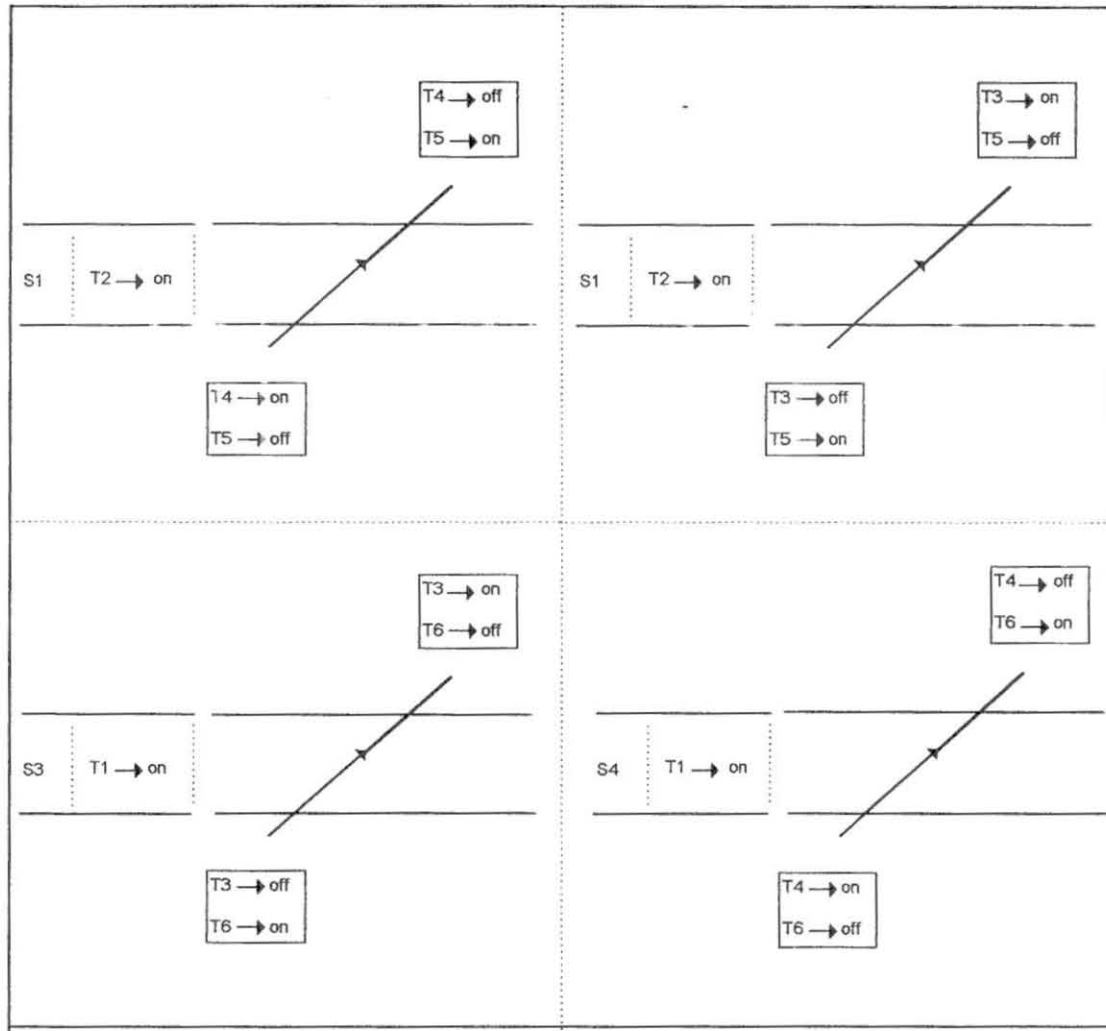 T4 → off
T5 → on
S1 T2 → on
T4 → on
T5 → off
T3 → on
T5 → off
S1 T2 → on
T3 → off
T5 → on
T3 → on
T6 → off
S3 T1 → on
T3 → off
T6 → on
T4 → off
T6 → on
S4 T1 → on
T4 → on
T6 → off